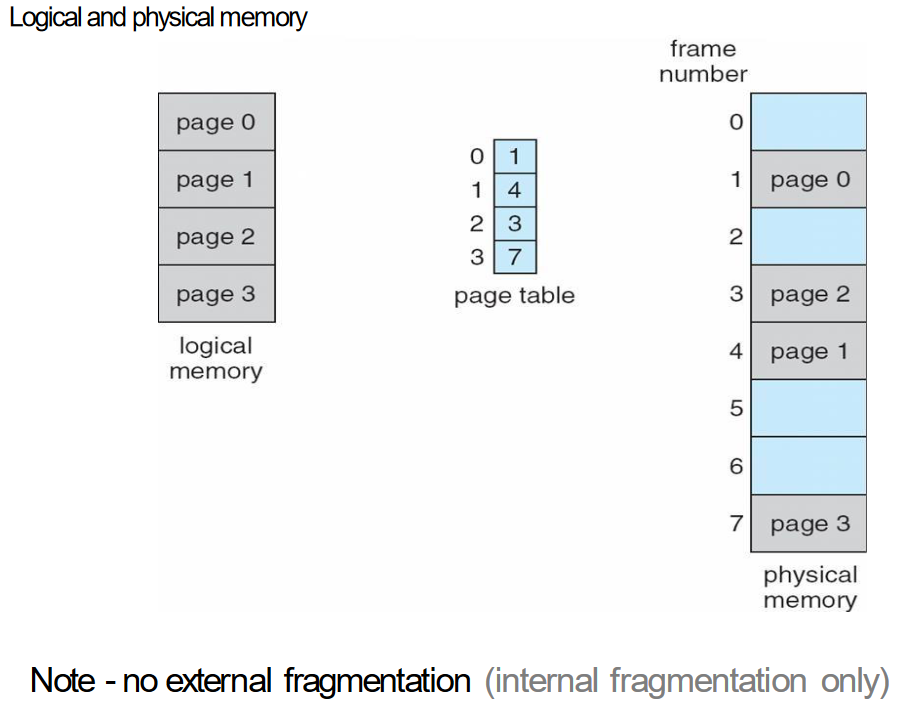 Logical and physical memory
frame
number
page 0
page 1
page 2
page 3
logical
memory
0 1
1 4
2 3
3 7
page table
0
1 page 0
2
3 page 2
4 page 1
5
6
7 page 3
physical
memory
Note - no external fragmentation (internal fragmentation only)